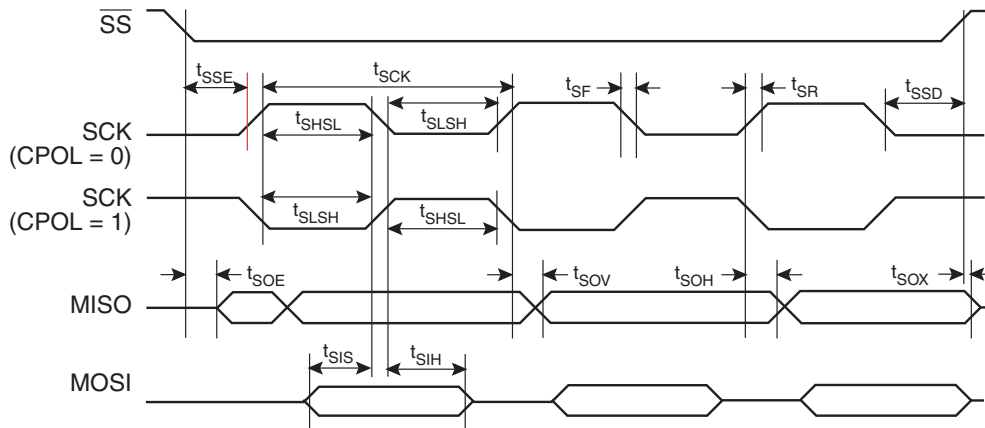 SS
tSSE
tSCK
tSF
tSR
tSSD
tSHSL
tSLSH
SCK
(CPOL = 0)
SCK
(CPOL = 1)
tSLSH
tSHSL
tSOE
tSOV
tSOH
tSOX
MISO
tSIS
tSIH
MOSI